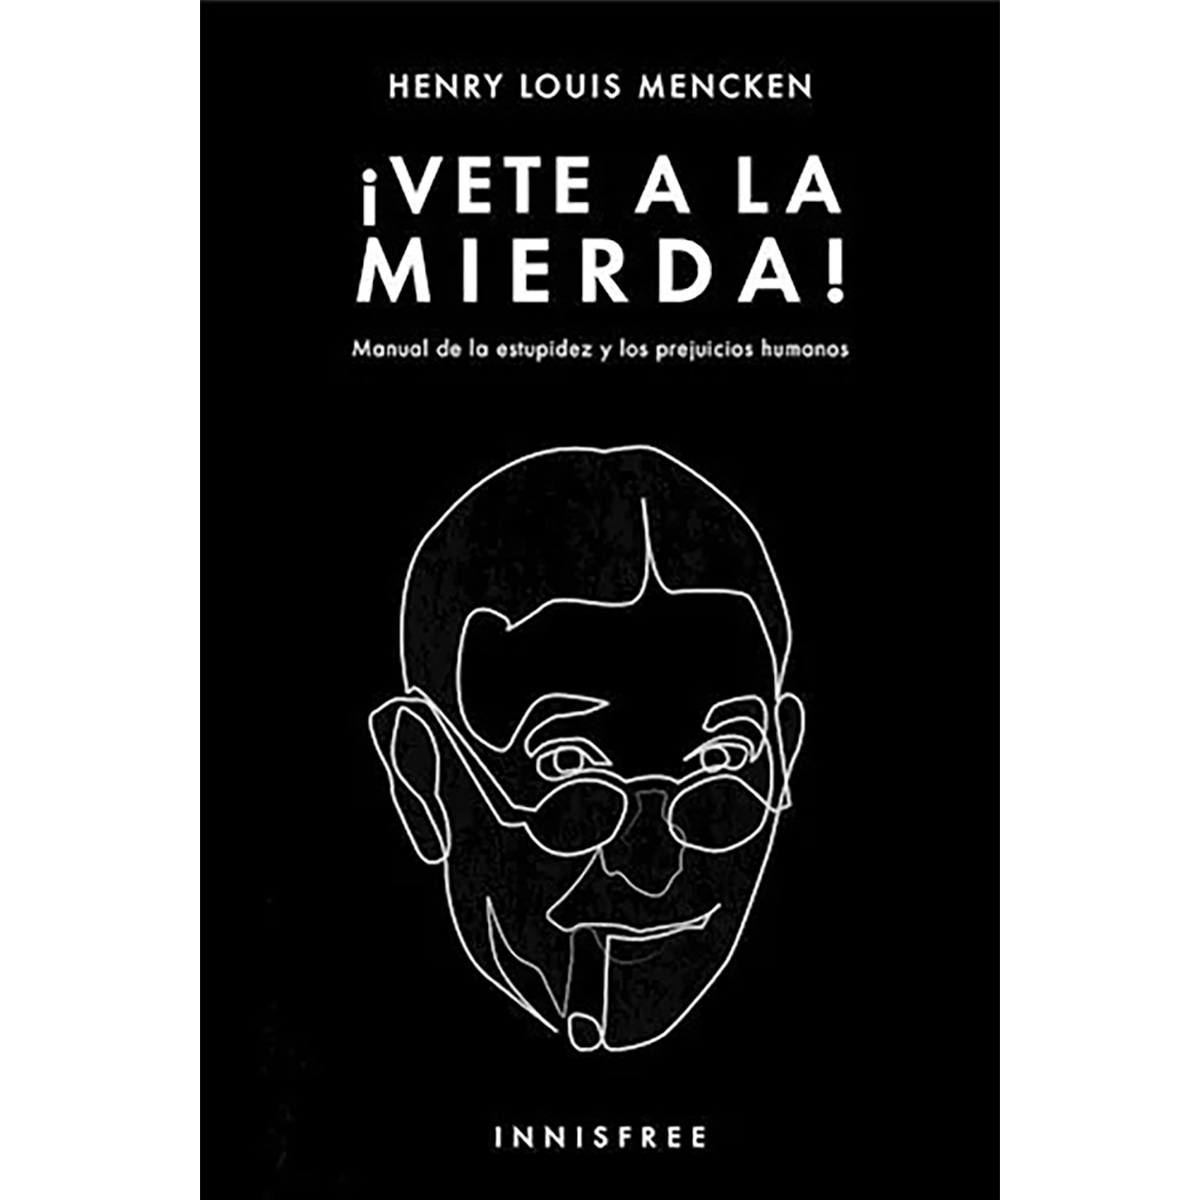 HENRY LOUIS MENCKEN
¡VETE A LA
MIERDA!
Manual de la estupidez y los prejuicios humanos
INNISFREE